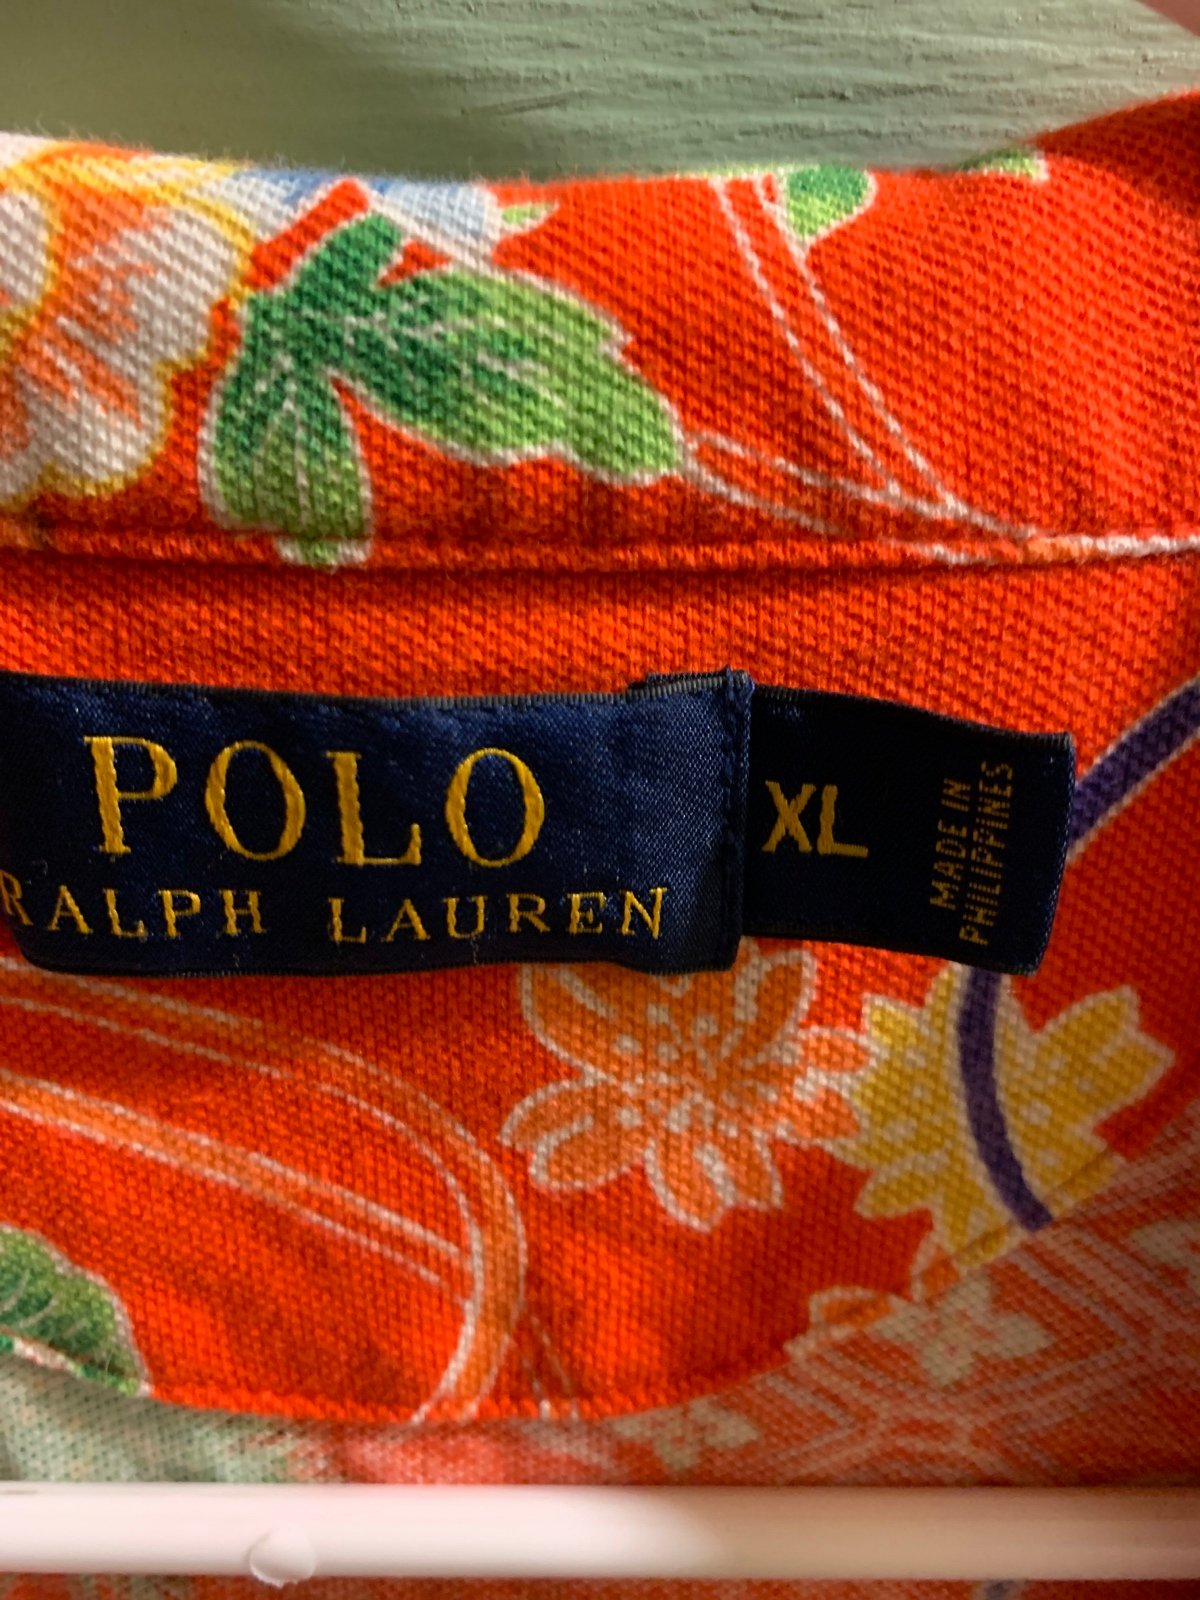 POLO
RALPH LAUREN
XL
MADE IN
PHILIPPINES